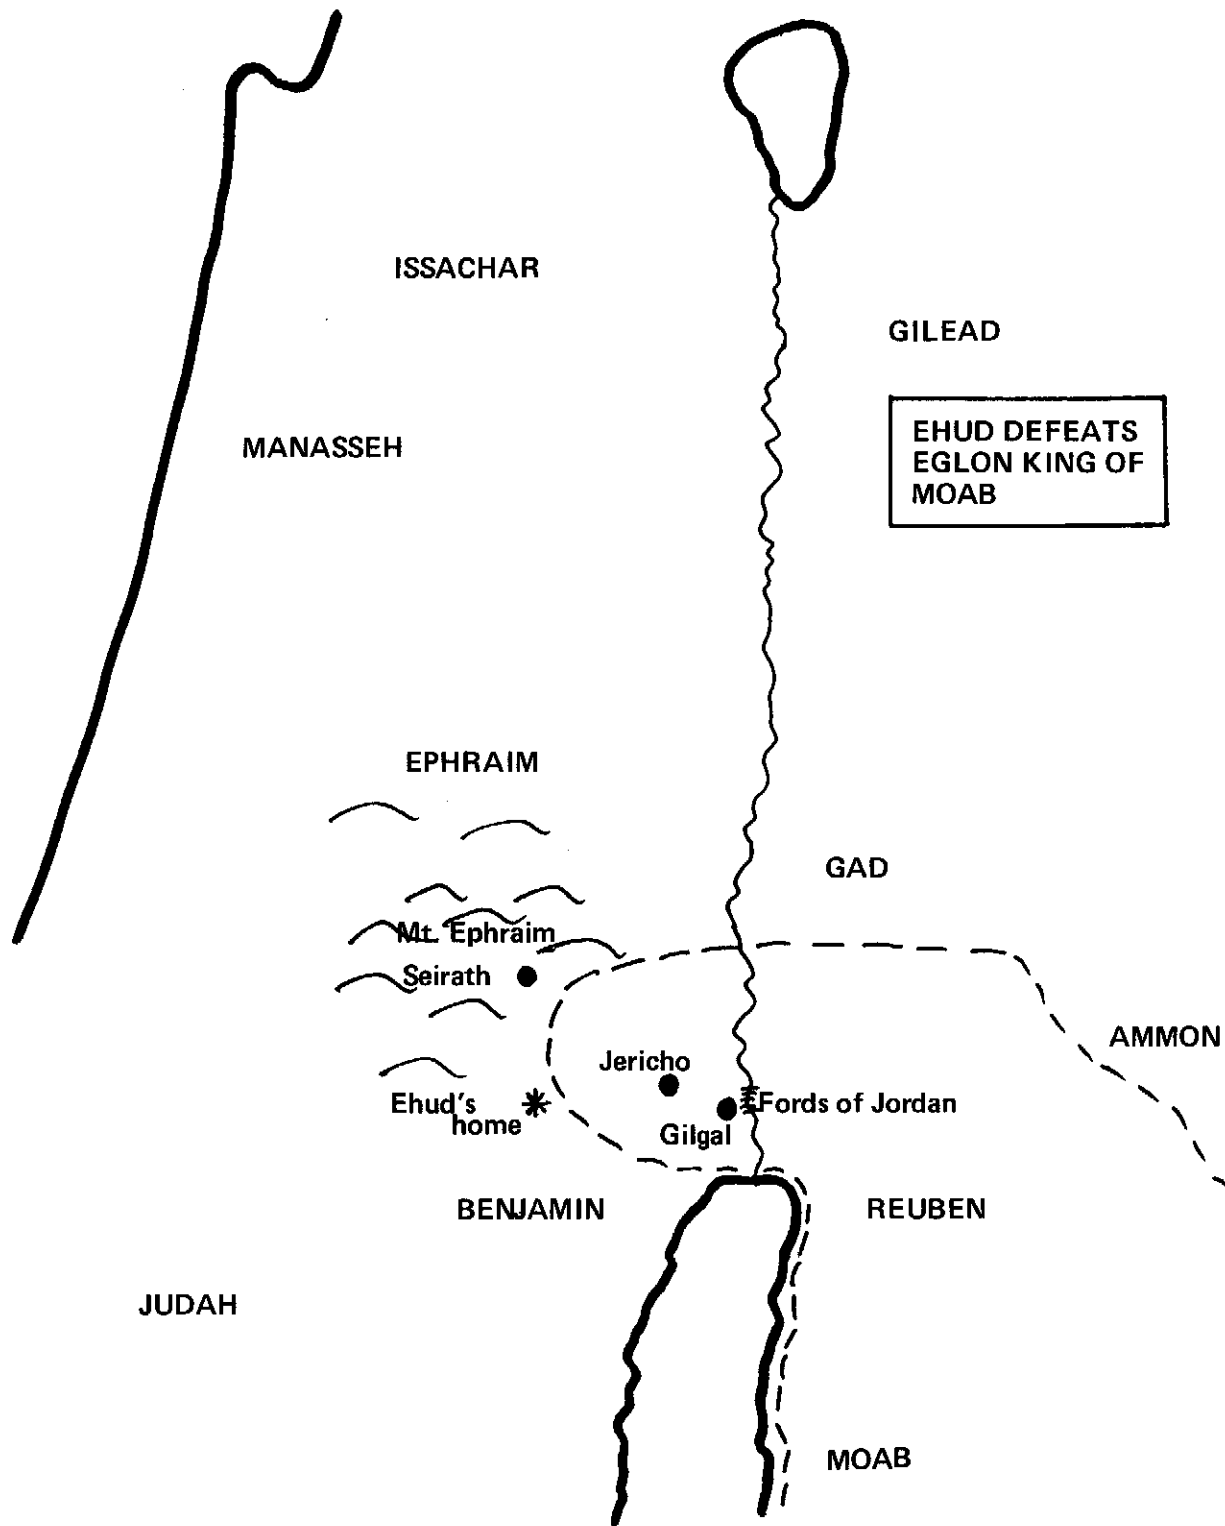 ISSACHAR
GILEAD
EHUD DEFEATS
EGLON KING OF
MOAB
MANASSEH
EPHRAIM
GAD
Mt. Ephraim
Seirath
AMMON
Jericho
Ehud's
home
Fords of Jordan
Gilgal
BENJAMIN
REUBEN
JUDAH
MOAB